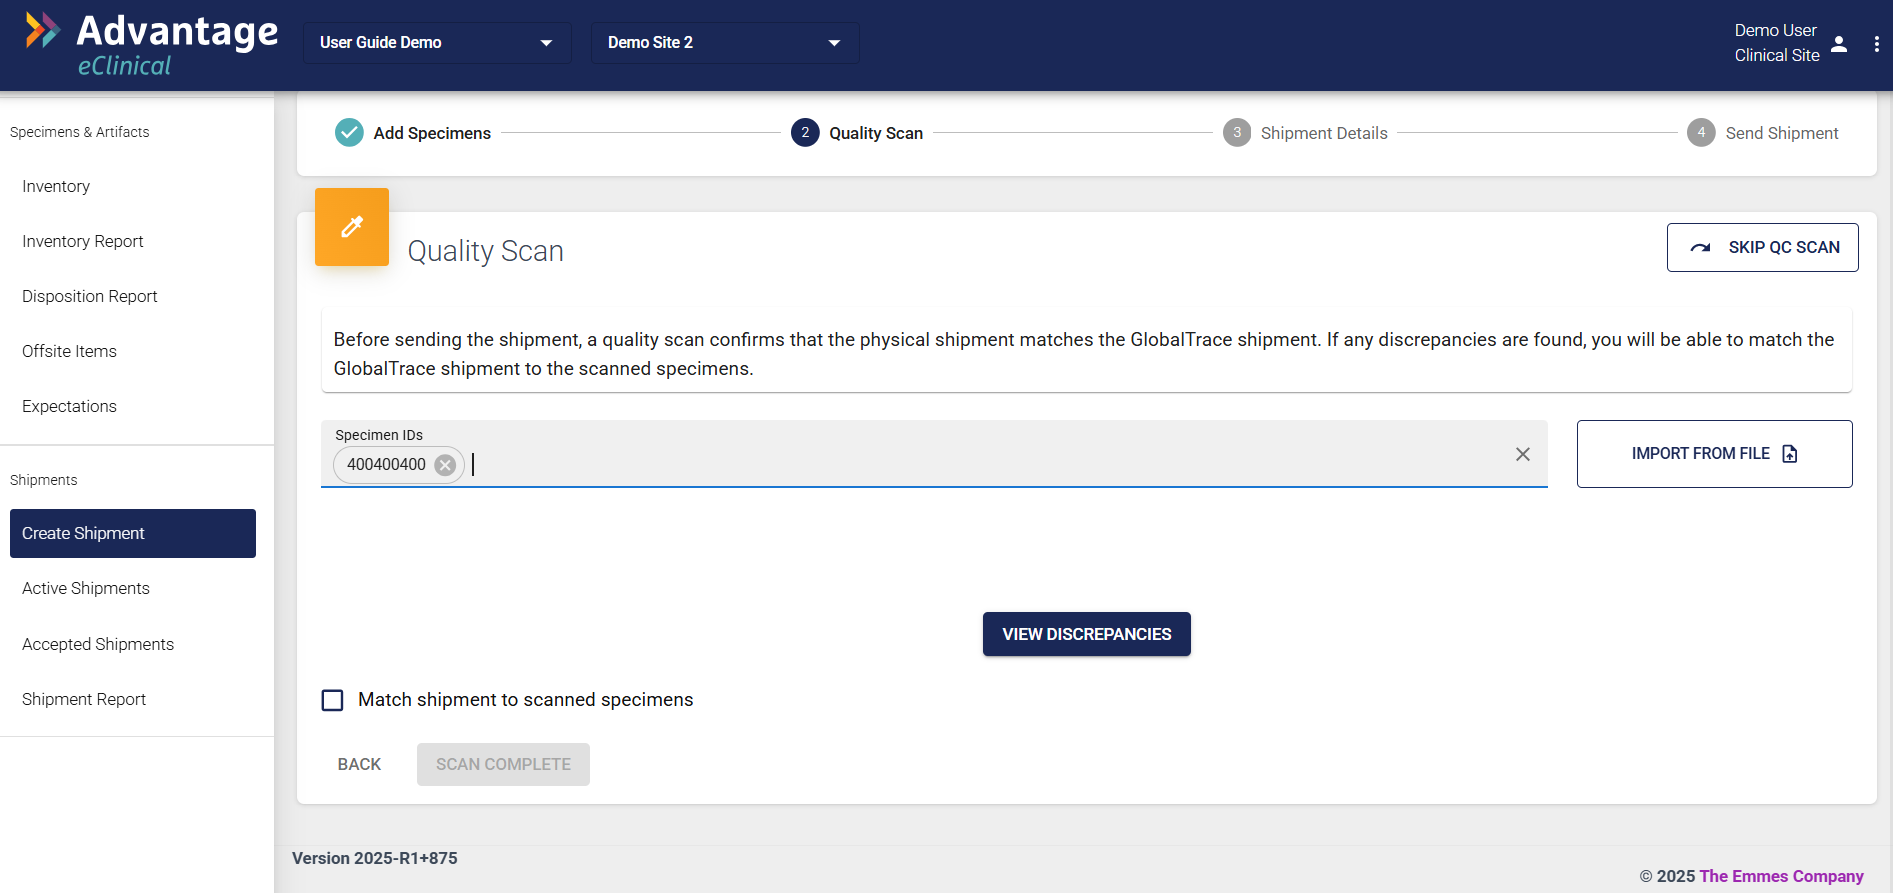 Advantage
eClinical
User Guide Demo
Demo Site 2
Demo User
Clinical Site
Specimens & Artifacts
Inventory
Inventory Report
Disposition Report
Offsite Items
Expectations
Shipments
Create Shipment
Active Shipments
Accepted Shipments
Shipment Report
Add Specimens
2 Quality Scan
3 Shipment Details
4 Send Shipment
Quality Scan
SKIP QC SCAN
Before sending the shipment, a quality scan confirms that the physical shipment matches the GlobalTrace shipment. If any discrepancies are found, you will be able to match the
GlobalTrace shipment to the scanned specimens.
Specimen IDs
400400400
IMPORT FROM FILE
VIEW DISCREPANCIES
Match shipment to scanned specimens
BACK
SCAN COMPLETE
Version 2025-R1+875
© 2025 The Emmes Company